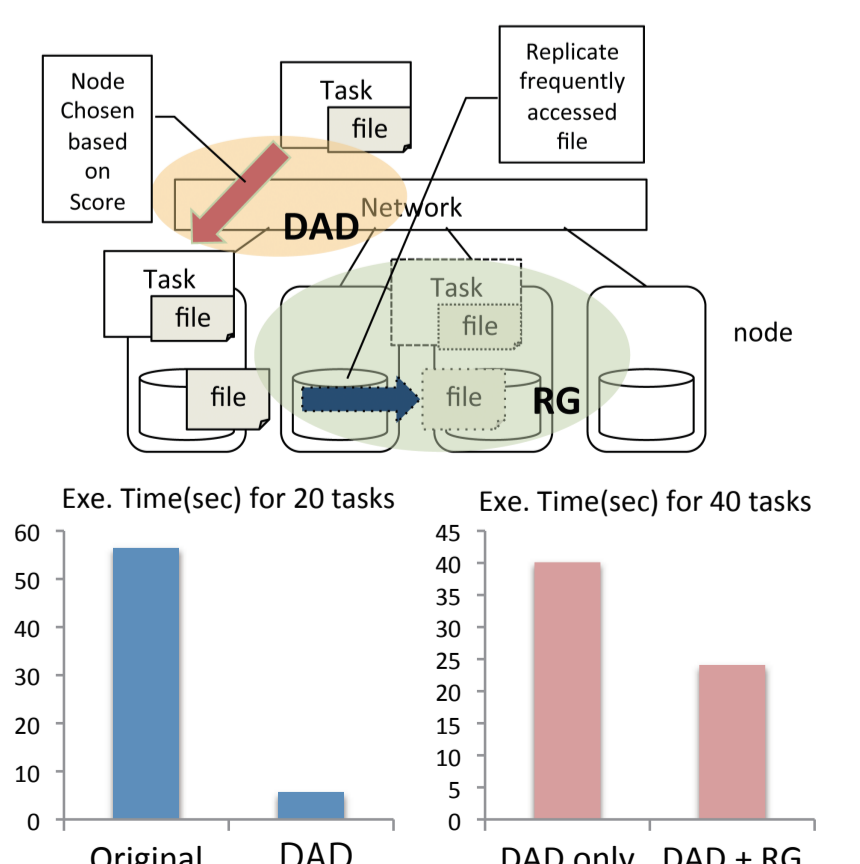 Node
Chosen
based
on
Score
Task
file
Replicate
frequently
accessed
file
Network
DAD
Task
file
Task
file
node
file
file
RG
Exe. Time(sec) for 20 tasks
60
50
40
30
20
10
0
Original
DAD
Exe. Time(sec) for 40 tasks
45
40
35
30
25
20
15
10
5
0
DAD only
DAD + RG